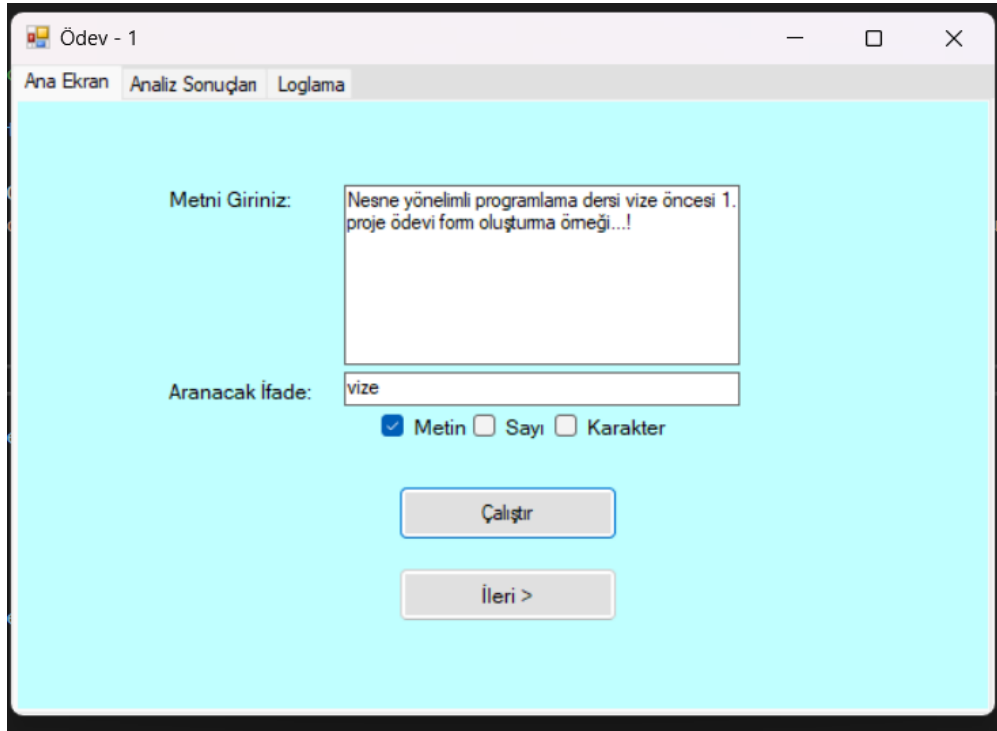 Ödev - 1
Ana Ekran Analiz Sonuçları Loglama
Metni Giriniz:
Nesne yönelimli programlama dersi vize öncesi 1.
proje ödevi form oluşturma örneği...!
Aranacak İfade:
vize
Metin Sayı Karakter
Çalıştır
İleri >